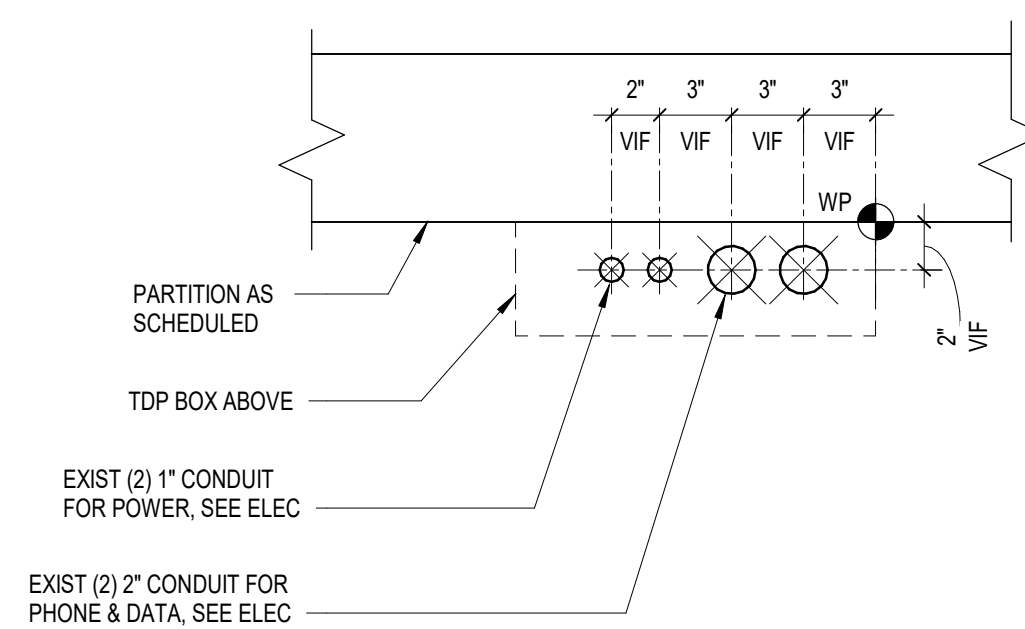 2" 3" 3" 3"
VIF VIF VIF VIF
WP
2"
VIF
PARTITION AS
SCHEDULED
TDP BOX ABOVE
EXIST (2) 1" CONDUIT
FOR POWER, SEE ELEC
EXIST (2) 2" CONDUIT FOR
PHONE & DATA, SEE ELEC